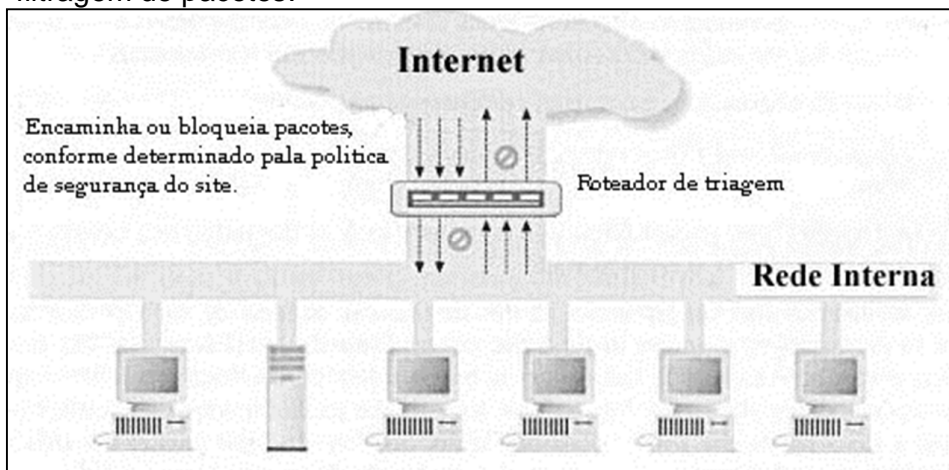 filtragem de pacotes.
Internet
Encaminha ou bloqueia pacotes,
conforme determinado pala politica
de segurança do site.
Roteador de triagem
Rede Interna